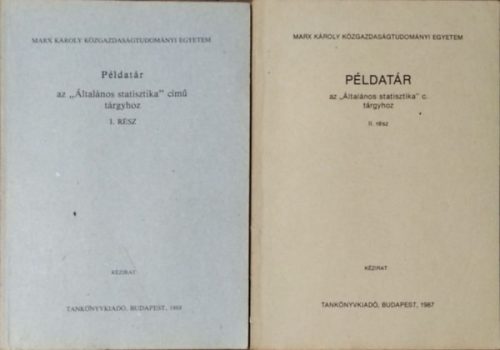 MARX KÁROLY KÖZGAZDASÁGTUDOMÁNYI EGYETEM
Példatár
az „Általános statisztika” című
tárgyhoz
I. RÉSZ
KÉZIRAT
TANKÖNYVKIADÓ, BUDAPEST,
MARX KÁROLY KÖZGAZDASÁGTUDOMÁNYI EGYETEM
PÉLDATÁR
az „Általános statisztika” c.
tárgyhoz
II. rész
KÉZIRAT
TANKÖNYVKIADÓ, BUDAPEST, 1987